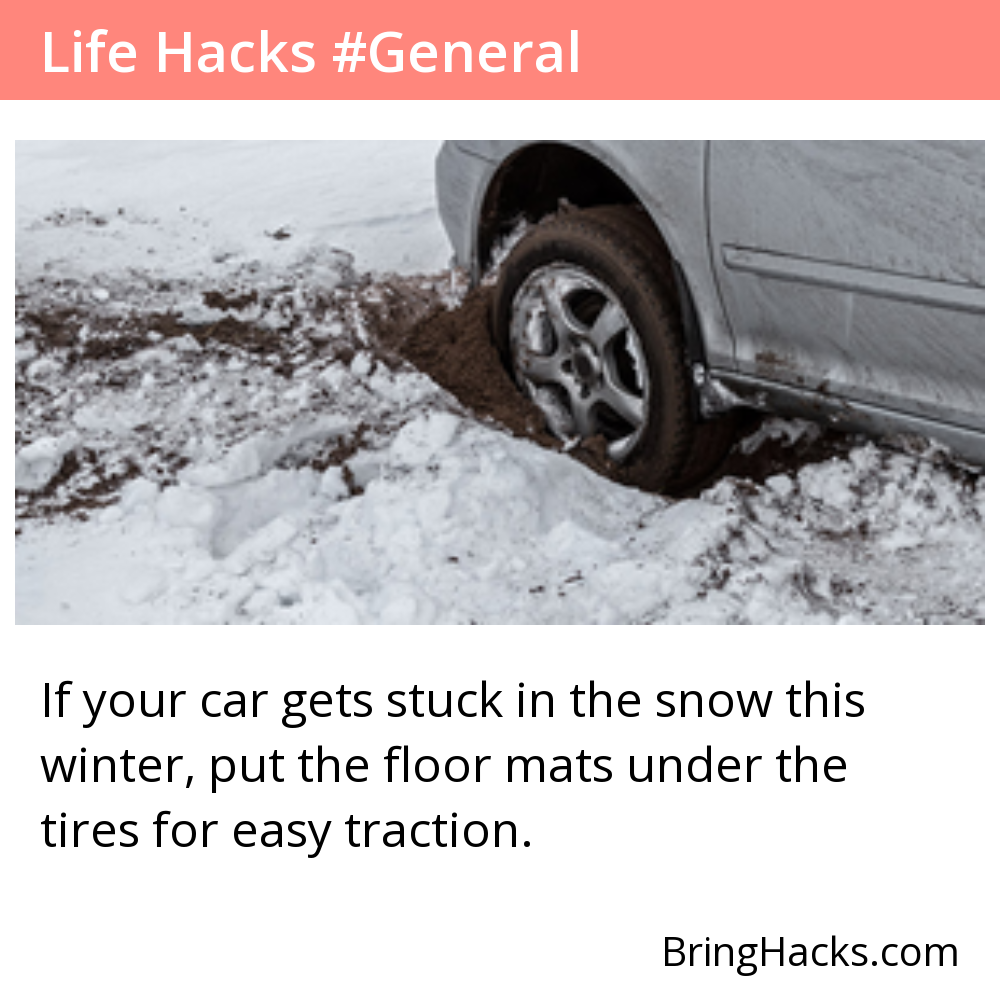 Life Hacks #General
If your car gets stuck in the snow this
winter, put the floor mats under the
tires for easy traction.
BringHacks.com